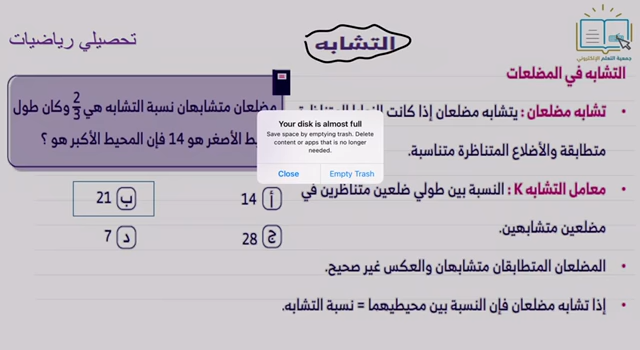 تحصيلي رياضيات
التشابه
جمعية التعلم الإلكتروني
التشابه في المضلعات
تشابه مضلعان : يتشابه مضلعان إذا كانت الزوايا المتناظرة
متطابقة والأضلاع المتناظرة متناسبة.
معامل التشابه K : النسبة بين طولي ضلعين متناظرين في
مضلعين متشابهين.
المضلعان المتطابقان متشابهان والعكس غير صحيح.
إذا تشابه مضلعان فإن النسبة بين محيطيهما = نسبة التشابه.
مضلعان متشابهان نسبة التشابه هي 2/3 وكان طول
الأصغر هو 14 فإن المحيط الأكبر هو ؟
أ 14
ب 21
ج 28
د 7
Your disk is almost full
Save space by emptying trash. Delete
content or apps that is no longer
needed.
Close
Empty Trash